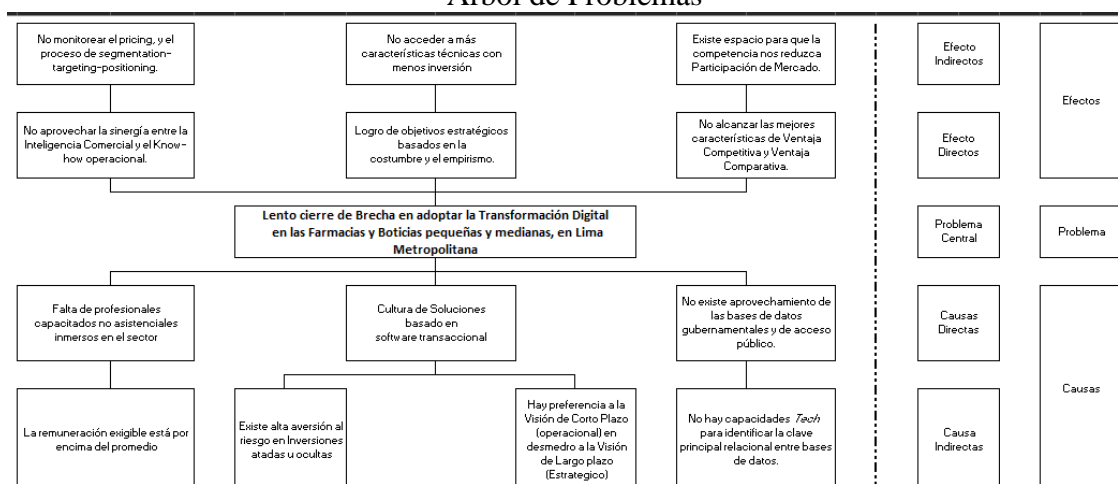 Árbol de Problemas
No monitorear el pricing, y el
proceso de segmentation-
targeting-positioning.
No acceder a más
características técnicas con
menos inversión
Existe espacio para que la
competencia nos reduzca
Participación de Mercado.
Efecto
Indirectos
Efectos
No aprovechar la sinergía entre la
Inteligencia Comercial y el Know-
how operacional.
Logro de objetivos estratégicos
basados en la
costumbre y el empirismo.
No alcanzar las mejores
características de Ventaja
Competitiva y Ventaja
Comparativa.
Efecto
Directos
Lento cierre de Brecha en adoptar la Transformación Digital
en las Farmacias y Boticias pequeñas y medianas, en Lima
Metropolitana
Problema
Central
Problema
Falta de profesionales
capacitados no asistenciales
inmersos en el sector
Cultura de Soluciones
basado en
software transaccional
No existe aprovechamiento de
las bases de datos
gubernamentales y de acceso
público.
Causas
Directas
Causas
La remuneración exigible está por
encima del promedio
Existe alta aversión al
riesgo en Inversiones
atadas u ocultas
Hay preferencia a la
Visión de Corto Plazo
(operacional) en
desmedro a la Visión
de Largo plazo
(Estrategico)
No hay capacidades Tech
para identificar la clave
principal relacional entre bases
de datos.
Causa
Indirectas